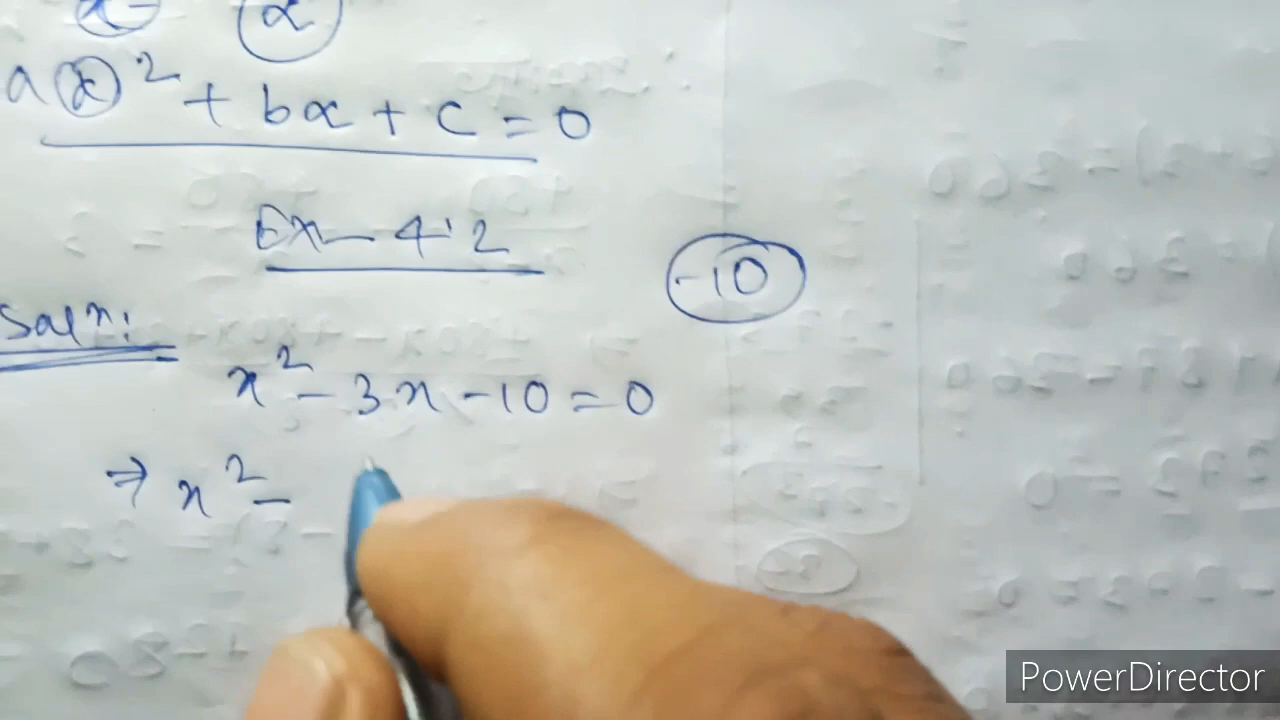 x α
ax² + bx + c = 0
Ex - 4.2
-10
Solⁿ:
x² - 3x - 10 = 0
⇒ x² -
PowerDirector